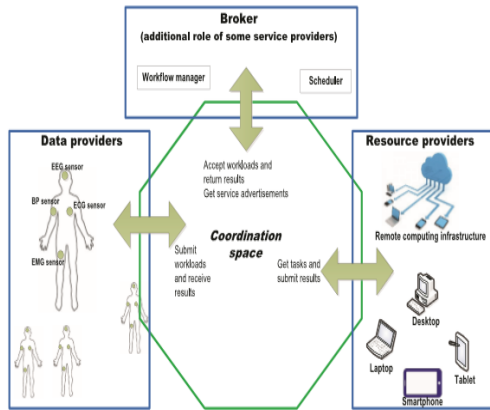 Broker
(additional role of some service providers)
Workflow manager
Scheduler
Data providers
EEG sensor
BP sensor
ECG sensor
EMG sensor
Accept workloads and
return results
Get service advertisements
Coordination
space
Submit
workloads
and receive
results
Get tasks and
submit results
Resource providers
Remote computing infrastructure
Desktop
Laptop
Tablet
Smartphone